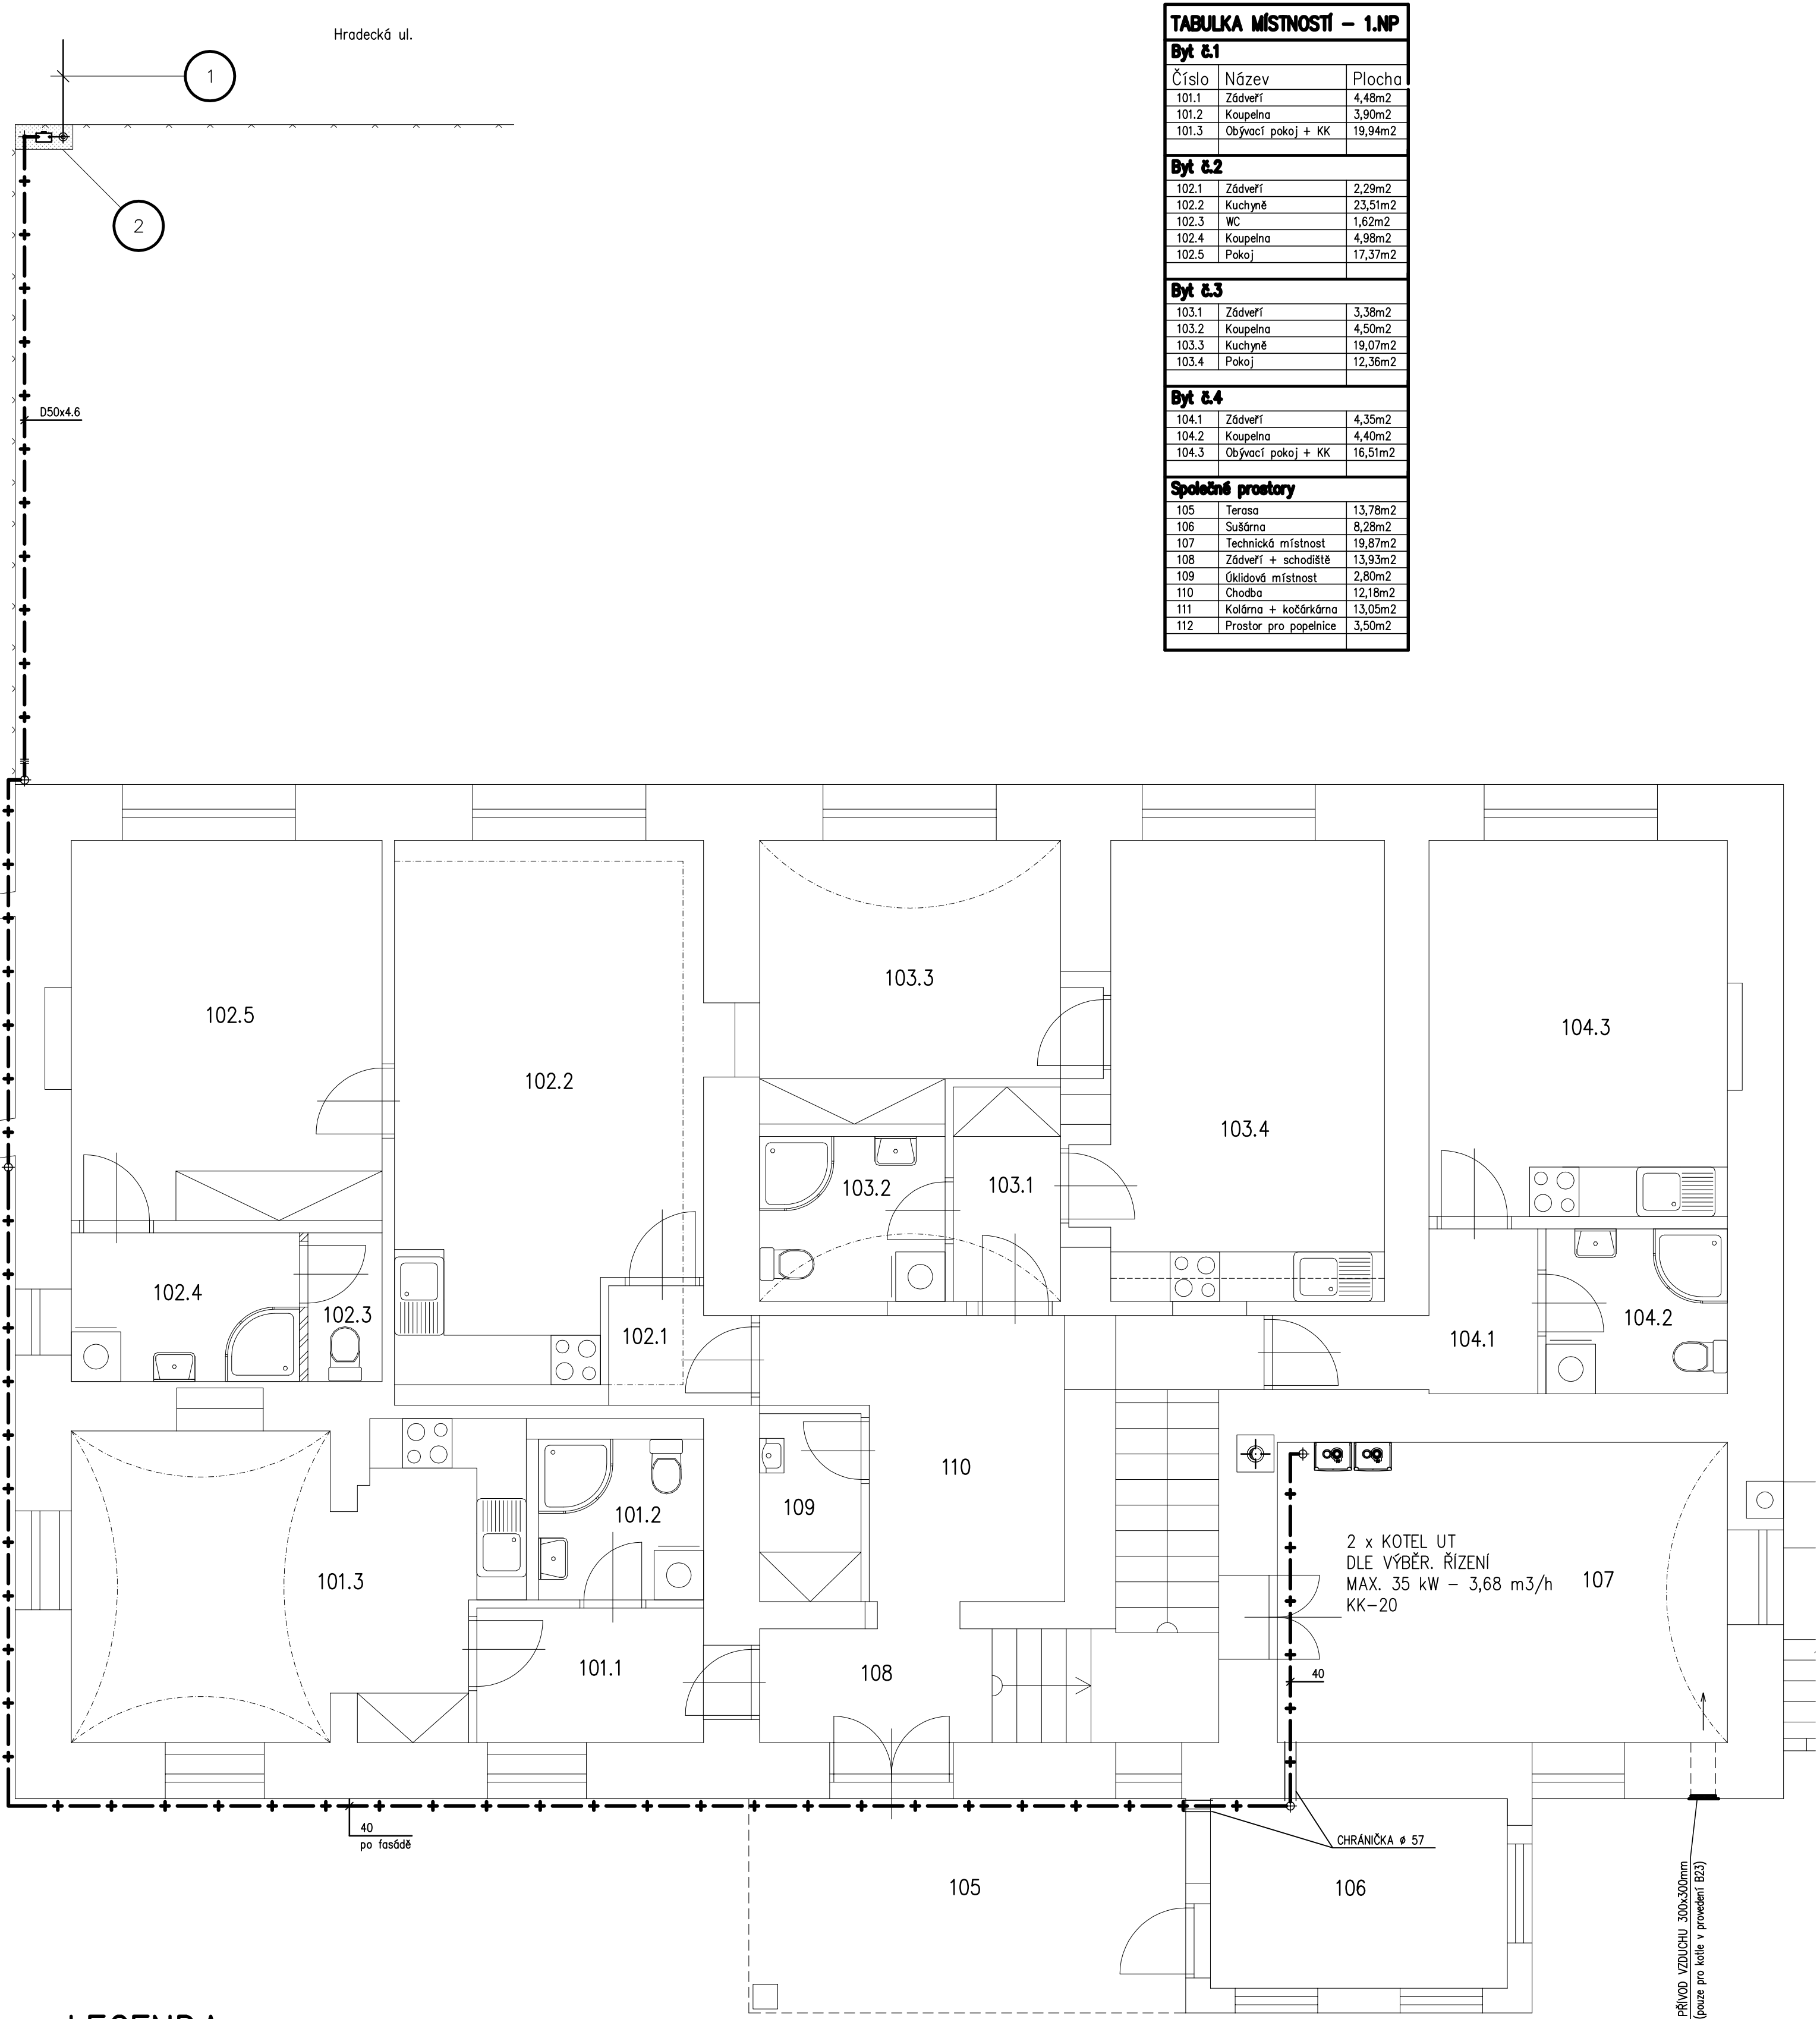 Hradecká ul.
1
2
D50x4.6
TABULKA MÍSTNOSTÍ – 1.NP
Byt č.1
Číslo Název Plocha
101.1 Zádveří 4,48m2
101.2 Koupelna 3,90m2
101.3 Obývací pokoj + KK 19,94m2
Byt č.2
102.1 Zádveří 2,29m2
102.2 Kuchyně 23,51m2
102.3 WC 1,62m2
102.4 Koupelna 4,98m2
102.5 Pokoj 17,37m2
Byt č.3
103.1 Zádveří 3,38m2
103.2 Koupelna 4,50m2
103.3 Kuchyně 19,07m2
103.4 Pokoj 12,36m2
Byt č.4
104.1 Zádveří 4,35m2
104.2 Koupelna 4,40m2
104.3 Obývací pokoj + KK 16,51m2
Společné prostory
105 Terasa 13,78m2
106 Sušárna 8,28m2
107 Technická místnost 19,87m2
108 Zádveří + schodiště 13,93m2
109 Úklidová místnost 2,80m2
110 Chodba 12,18m2
111 Kolárna + kočárkárna 13,05m2
112 Prostor pro popelnice 3,50m2
102.5
102.2
103.3
103.4
104.3
103.2
103.1
102.4
102.3
102.1
104.1
104.2
101.3
101.2
109
110
2 x KOTEL UT
DLE VÝBĚR. ŘÍZENÍ
MAX. 35 kW – 3,68 m3/h
KK–20
107
101.1
108
40
40
po fasádě
CHRÁNIČKA ø 57
105
106
PŘÍVOD VZDUCHU 300x300mm
(pouze pro kotle v provedení B23)
LEGENDA